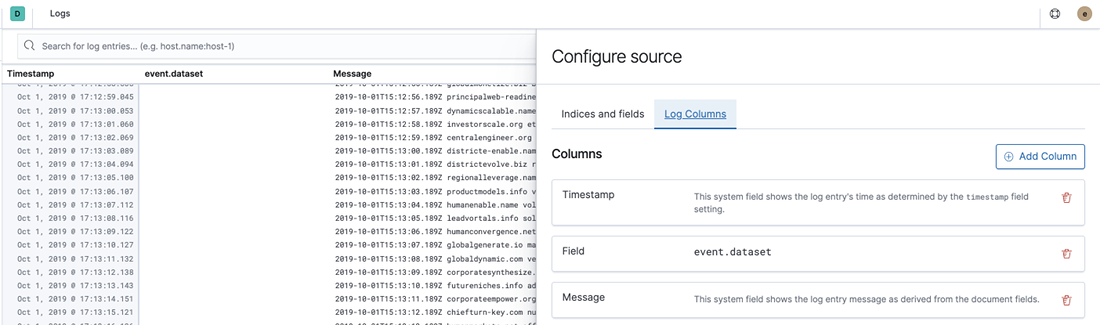 D Logs e
Search for log entries... (e.g. host.name:host-1)
Timestamp event.dataset Message
Oct 1, 2019 @ 17:12:59.045 2019-10-01T15:12:56.189Z principalweb-readine
Oct 1, 2019 @ 17:13:00.053 2019-10-01T15:12:57.189Z dynamicscalable.name
Oct 1, 2019 @ 17:13:01.060 2019-10-01T15:12:58.189Z investorscale.org et
Oct 1, 2019 @ 17:13:02.069 2019-10-01T15:12:59.189Z centralengineer.org
Oct 1, 2019 @ 17:13:03.089 2019-10-01T15:13:00.189Z districte-enable.nam
Oct 1, 2019 @ 17:13:04.094 2019-10-01T15:13:01.189Z districtevolve.biz r
Oct 1, 2019 @ 17:13:05.100 2019-10-01T15:13:02.189Z regionalleverage.nam
Oct 1, 2019 @ 17:13:06.107 2019-10-01T15:13:03.189Z productmodels.info v
Oct 1, 2019 @ 17:13:07.112 2019-10-01T15:13:04.189Z humanenable.name vol
Oct 1, 2019 @ 17:13:08.116 2019-10-01T15:13:05.189Z leadvortals.info sol
Oct 1, 2019 @ 17:13:09.122 2019-10-01T15:13:06.189Z humanconvergence.net
Oct 1, 2019 @ 17:13:10.127 2019-10-01T15:13:07.189Z globalgenerate.io ma
Oct 1, 2019 @ 17:13:11.132 2019-10-01T15:13:08.189Z globaldynamic.com ve
Oct 1, 2019 @ 17:13:12.138 2019-10-01T15:13:09.189Z corporatesynthesize.
Oct 1, 2019 @ 17:13:13.143 2019-10-01T15:13:10.189Z futureniches.info ad
Oct 1, 2019 @ 17:13:14.151 2019-10-01T15:13:11.189Z corporateempower.org
Oct 1, 2019 @ 17:13:15.121 2019-10-01T15:13:12.189Z chiefturn-key.com nu
Configure source
Indices and fields Log Columns
Columns Add Column
Timestamp This system field shows the log entry's time as determined by the timestamp field
setting.
Field event.dataset
Message This system field shows the log entry message as derived from the document fields.